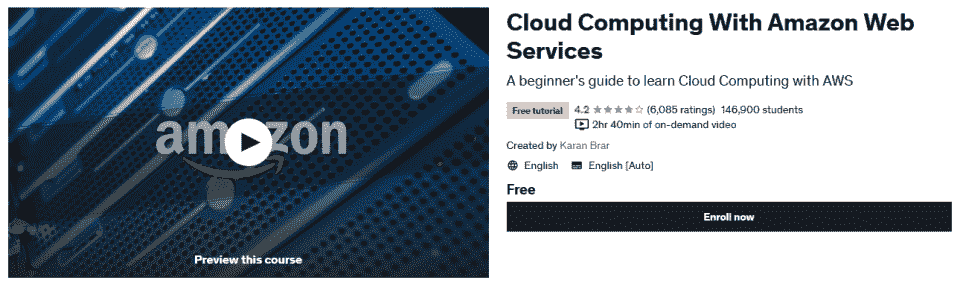 Cloud Computing With Amazon Web
Services
A beginner's guide to learn Cloud Computing with AWS
Free tutorial 4.2 (6,085 ratings) 146,900 students
2hr 40min of on-demand video
Created by Karan Brar
English English [Auto]
Free
Enroll now
amazon
Preview this course